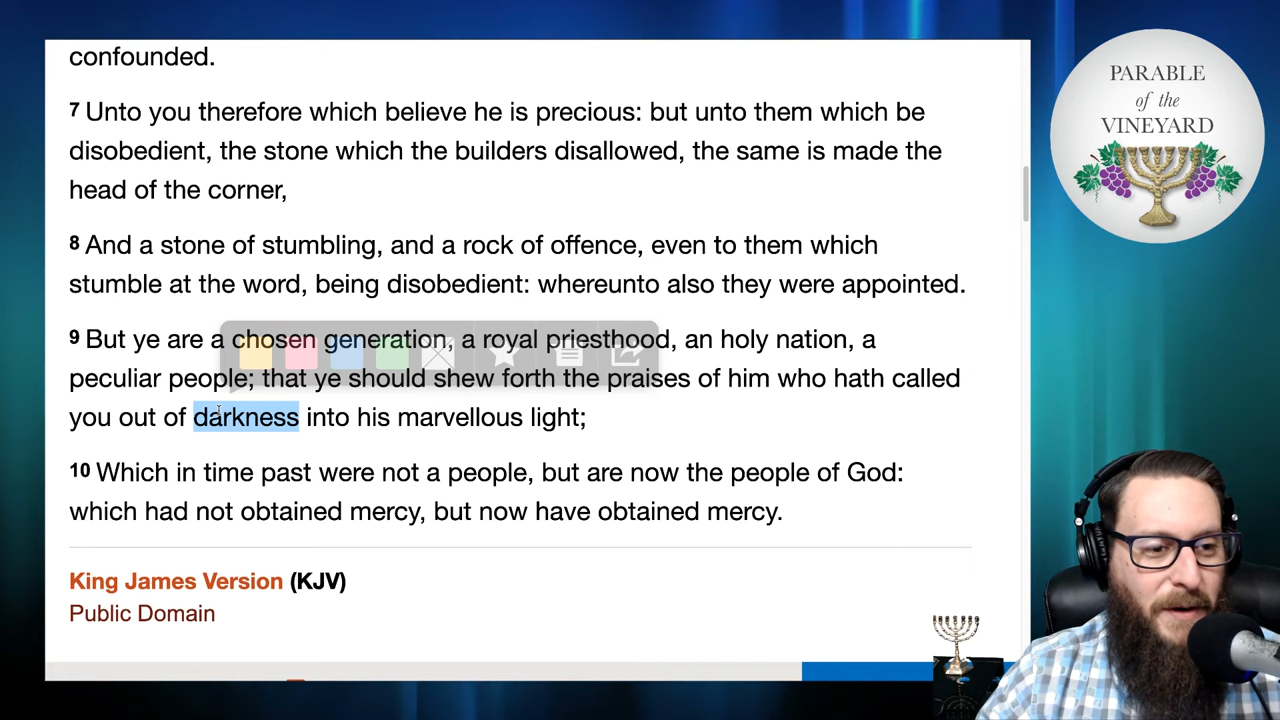 confounded.
7 Unto you therefore which believe he is precious: but unto them which be
disobedient, the stone which the builders disallowed, the same is made the
head of the corner,
8 And a stone of stumbling, and a rock of offence, even to them which
stumble at the word, being disobedient: whereunto also they were appointed.
9 But ye are a chosen generation, a royal priesthood, an holy nation, a
peculiar people; that ye should shew forth the praises of him who hath called
you out of darkness into his marvellous light;
10 Which in time past were not a people, but are now the people of God:
which had not obtained mercy, but now have obtained mercy.
King James Version (KJV)
Public Domain
PARABLE
of the
VINEYARD